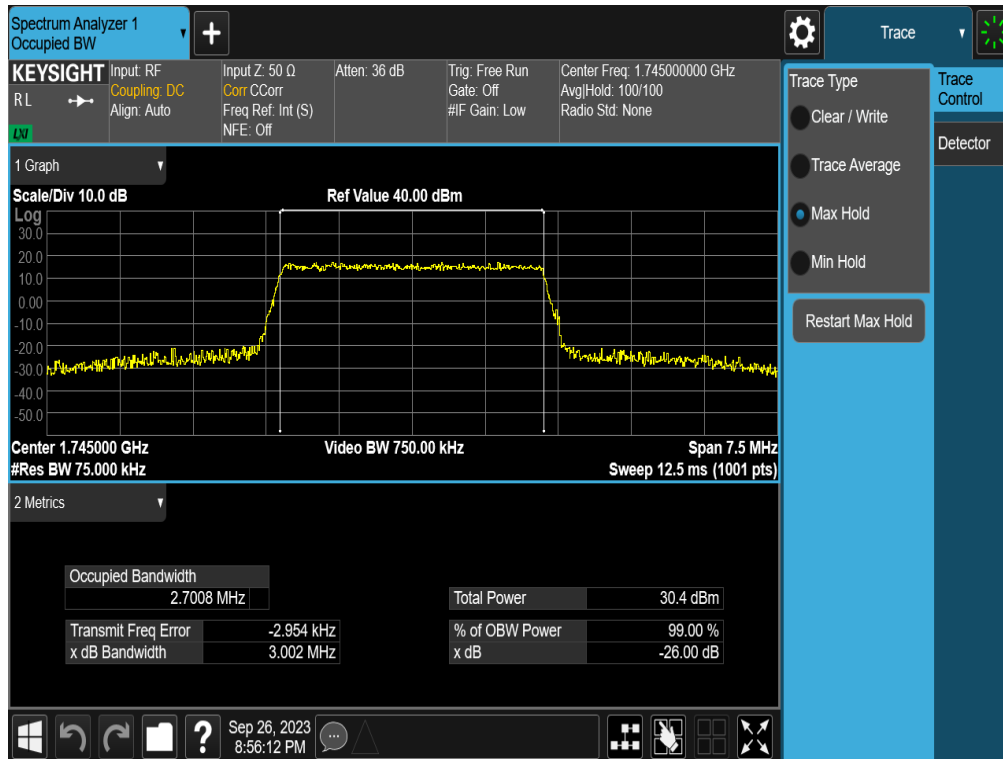 Spectrum Analyzer 1
Occupied BW
+
Trace
KEYSIGHT
RL
LXI
Input: RF
Coupling: DC
Align: Auto
Input Z: 50 Ω
Corr CCorr
Freq Ref: Int (S)
NFE: Off
Atten: 36 dB
Trig: Free Run
Gate: Off
#IF Gain: Low
Center Freq: 1.745000000 GHz
Avg|Hold: 100/100
Radio Std: None
1 Graph
Scale/Div 10.0 dB
Ref Value 40.00 dBm
Log
30.0
20.0
10.0
0.00
-10.0
-20.0
-30.0
-40.0
-50.0
Center 1.745000 GHz
Video BW 750.00 kHz
Span 7.5 MHz
#Res BW 75.000 kHz
Sweep 12.5 ms (1001 pts)
2 Metrics
Occupied Bandwidth
2.7008 MHz
Total Power 30.4 dBm
Transmit Freq Error -2.954 kHz
% of OBW Power 99.00 %
x dB Bandwidth 3.002 MHz
x dB -26.00 dB
Trace Type
Clear / Write
Trace Average
Max Hold
Min Hold
Restart Max Hold
Trace
Control
Detector
?
Sep 26, 2023
8:56:12 PM